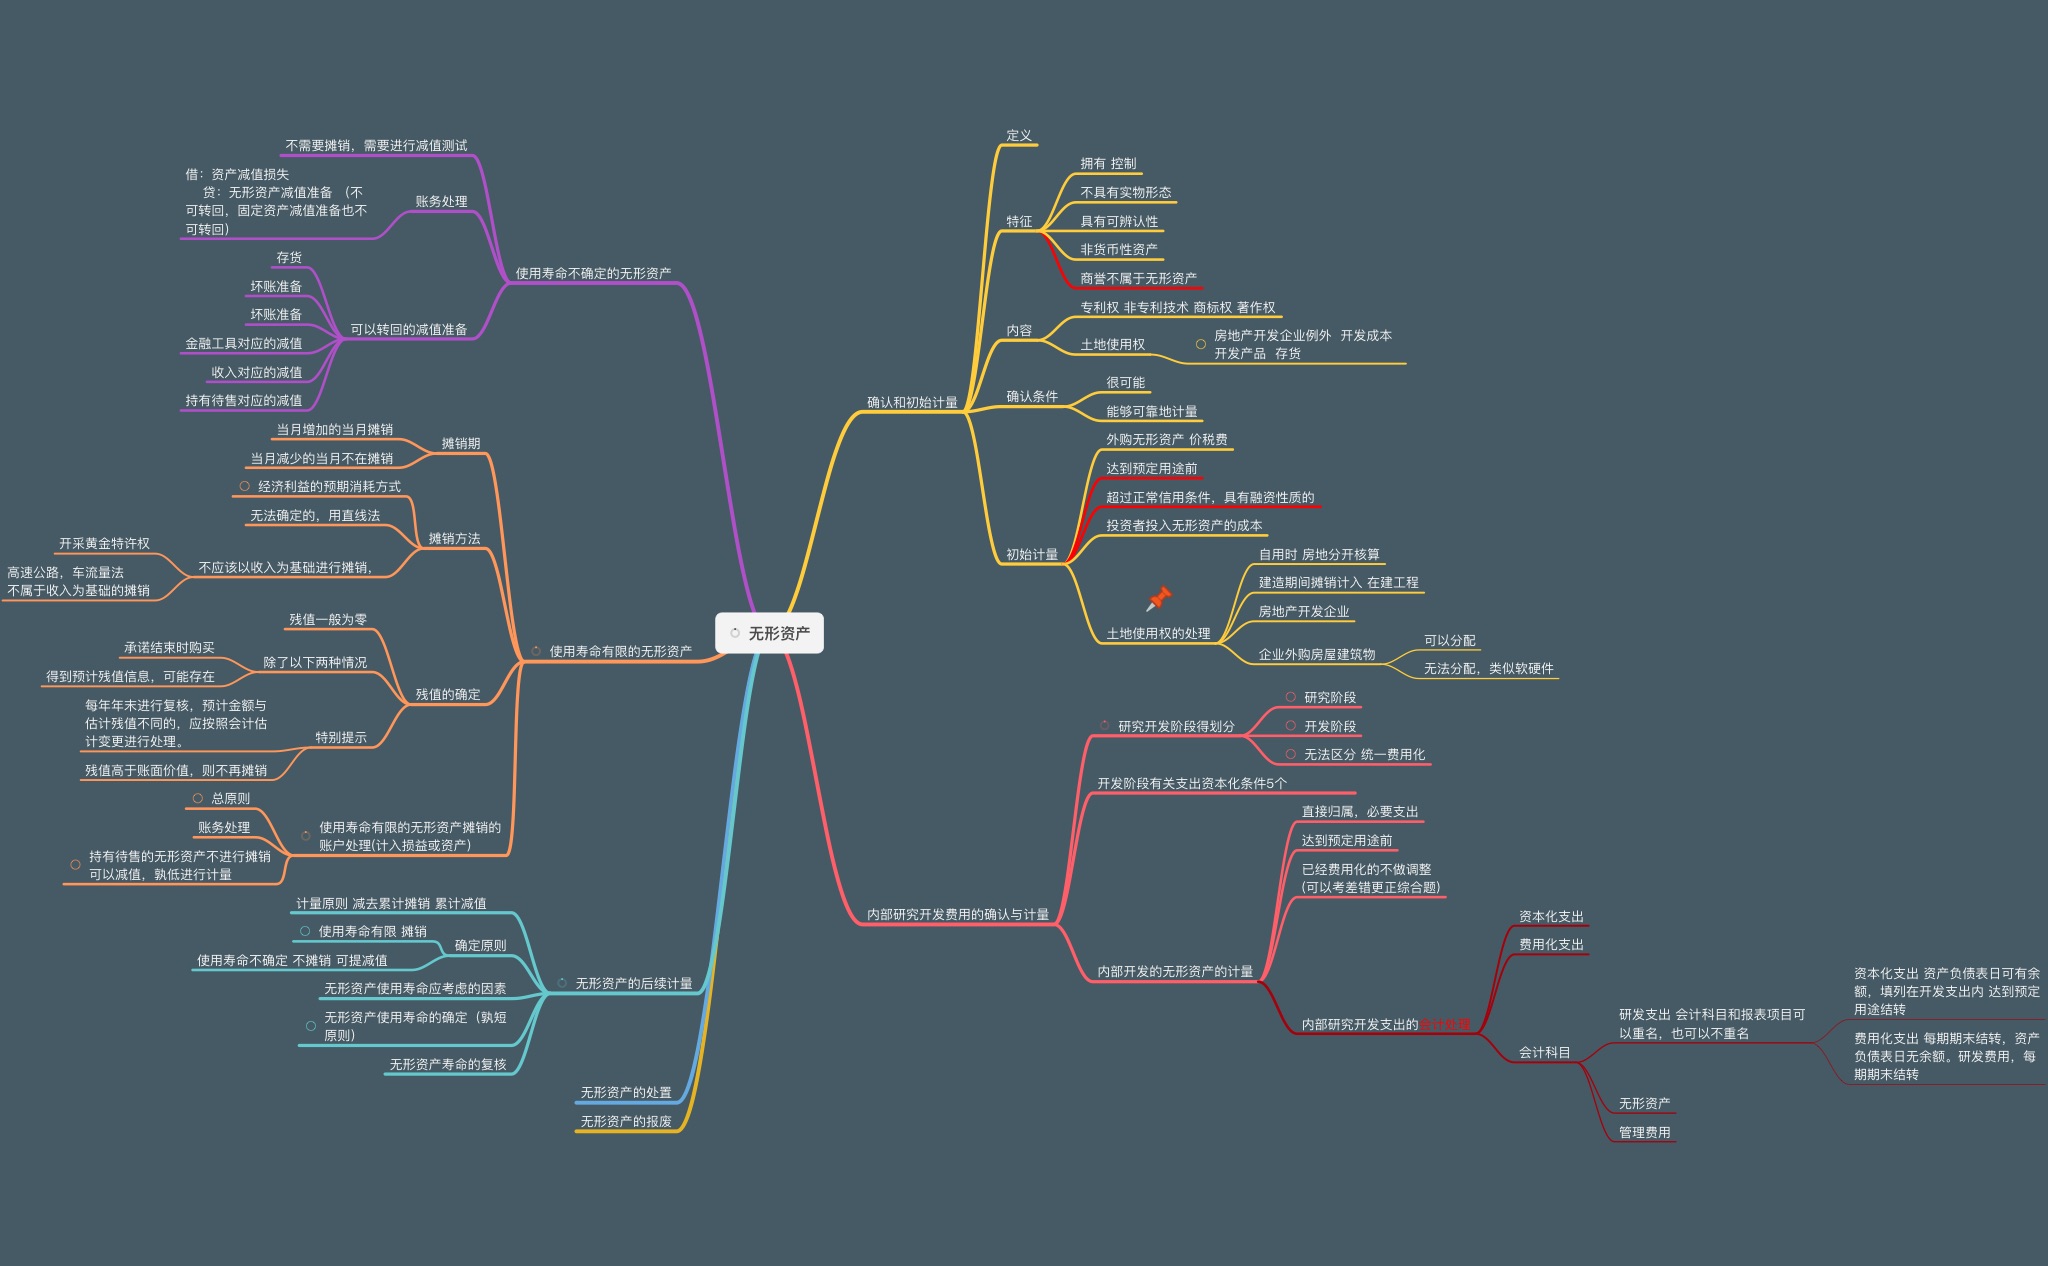 无形资产
确认和初始计量
定义
特征
拥有 控制
不具有实物形态
具有可辨认性
非货币性资产
商誉不属于无形资产
内容
专利权 非专利技术 商标权 著作权
土地使用权
房地产开发企业例外 开发成本
开发产品 存货
确认条件
很可能
能够可靠地计量
初始计量
外购无形资产 价税费
达到预定用途前
超过正常信用条件，具有融资性质的
投资者投入无形资产的成本
土地使用权的处理
自用时 房地分开核算
建造期间摊销计入 在建工程
房地产开发企业
企业外购房屋建筑物
可以分配
无法分配，类似软硬件
内部研究开发费用的确认与计量
研究开发阶段得划分
研究阶段
开发阶段
无法区分 统一费用化
开发阶段有关支出资本化条件5个
内部开发的无形资产的计量
直接归属，必要支出
达到预定用途前
已经费用化的不做调整
(可以考差错更正综合题)
内部研究开发支出的会计处理
资本化支出
费用化支出
会计科目
研发支出 会计科目和报表项目可
以重名，也可以不重名
资本化支出 资产负债表日可有余
额，填列在开发支出内 达到预定
用途结转
费用化支出 每期期末结转，资产
负债表日无余额。研发费用，每
期期末结转
无形资产
管理费用
使用寿命不确定的无形资产
不需要摊销，需要进行减值测试
账务处理
借：资产减值损失
贷：无形资产减值准备 （不
可转回，固定资产减值准备也不
可转回）
可以转回的减值准备
存货
坏账准备
坏账准备
金融工具对应的减值
收入对应的减值
持有待售对应的减值
使用寿命有限的无形资产
摊销期
当月增加的当月摊销
当月减少的当月不在摊销
摊销方法
经济利益的预期消耗方式
无法确定的，用直线法
不应该以收入为基础进行摊销，
开采黄金特许权
高速公路，车流量法
不属于收入为基础的摊销
残值的确定
残值一般为零
除了以下两种情况
承诺结束时购买
得到预计残值信息，可能存在
特别提示
每年年末进行复核，预计金额与
估计残值不同的，应按照会计估
计变更进行处理。
残值高于账面价值，则不再摊销
使用寿命有限的无形资产摊销的
账户处理(计入损益或资产)
总原则
账务处理
持有待售的无形资产不进行摊销
可以减值，孰低进行计量
无形资产的后续计量
计量原则 减去累计摊销 累计减值
确定原则
使用寿命有限 摊销
使用寿命不确定 不摊销 可提减值
无形资产使用寿命应考虑的因素
无形资产使用寿命的确定（孰短
原则）
无形资产寿命的复核
无形资产的处置
无形资产的报废